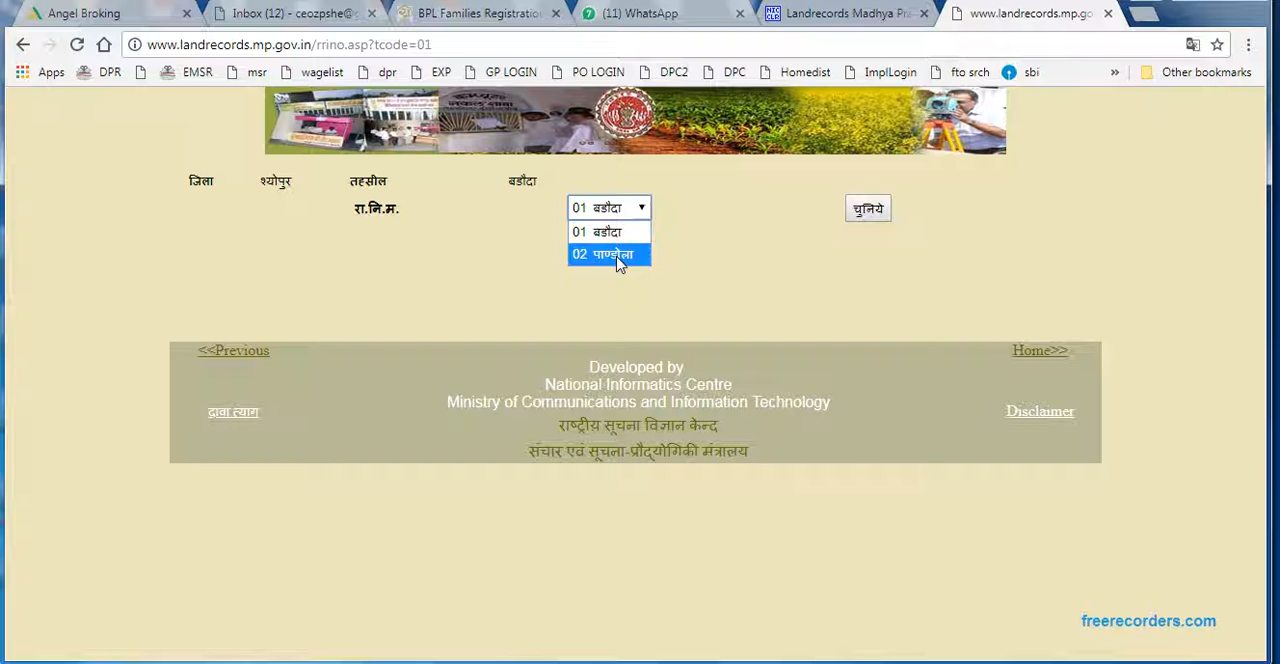 Angel Broking
Inbox (12) - ceozpshe@g
BPL Families Registratio
(11) WhatsApp
Landrecords Madhya Pra
www.landrecords.mp.go
www.landrecords.mp.gov.in/rrino.asp?tcode=01
Apps DPR EMSR msr wagelist dpr EXP GP LOGIN PO LOGIN DPC2 DPC Homedist ImplLogin fto srch sbi » Other bookmarks
जिला श्योपुर तहसील बडौदा
रा.नि.म. 01 बडौदा चुनिये
01 बडौदा
02 पाण्डोला
<<Previous Home>>
Developed by
National Informatics Centre
Ministry of Communications and Information Technology
दावा त्याग Disclaimer
राष्ट्रीय सूचना विज्ञान केन्द
संचार एवं सूचना-प्रौद्योगिकी मंत्रालय
freerecorders.com